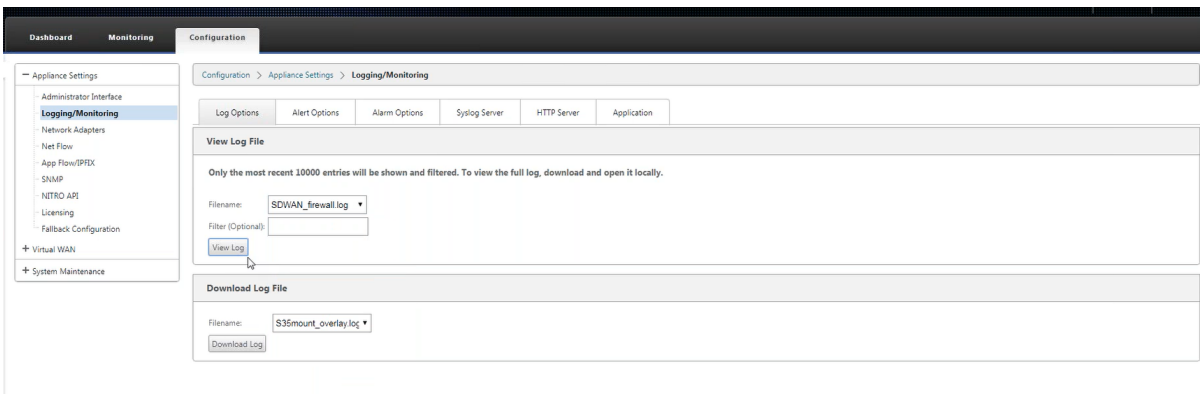 Dashboard Monitoring Configuration
− Appliance Settings
Administrator Interface
Logging/Monitoring
Network Adapters
Net Flow
App Flow/IPFIX
SNMP
NITRO API
Licensing
Fallback Configuration
+ Virtual WAN
+ System Maintenance
Configuration > Appliance Settings > Logging/Monitoring
Log Options Alert Options Alarm Options Syslog Server HTTP Server Application
View Log File
Only the most recent 10000 entries will be shown and filtered. To view the full log, download and open it locally.
Filename: SDWAN_firewall.log
Filter (Optional):
View Log
Download Log File
Filename: S35mount_overlay.log
Download Log